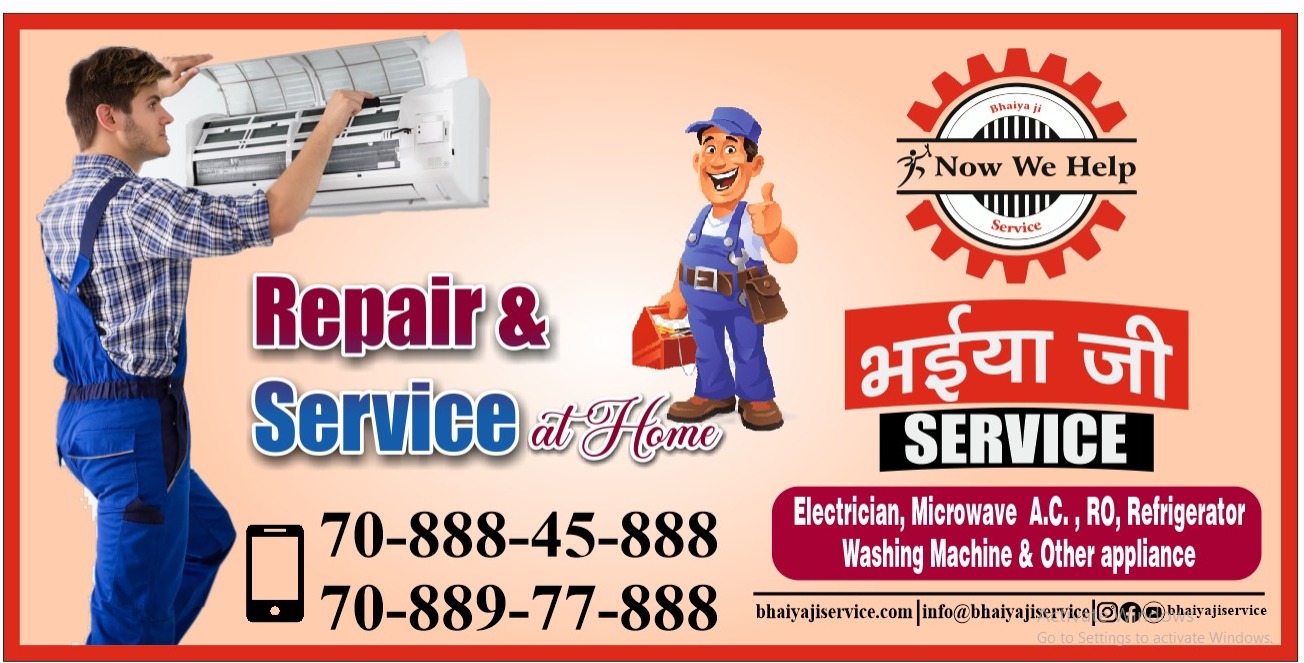 Bhaiya ji
Now We Help
Service
Repair &
Service at Home
70-888-45-888
70-889-77-888
भईया जी
SERVICE
Electrician, Microwave A.C. , RO, Refrigerator
Washing Machine & Other appliance
bhaiyajiservice.com|info@bhaiyajiservice|bhaiyajiservice
Activate Windows
Go to Settings to activate Windows.